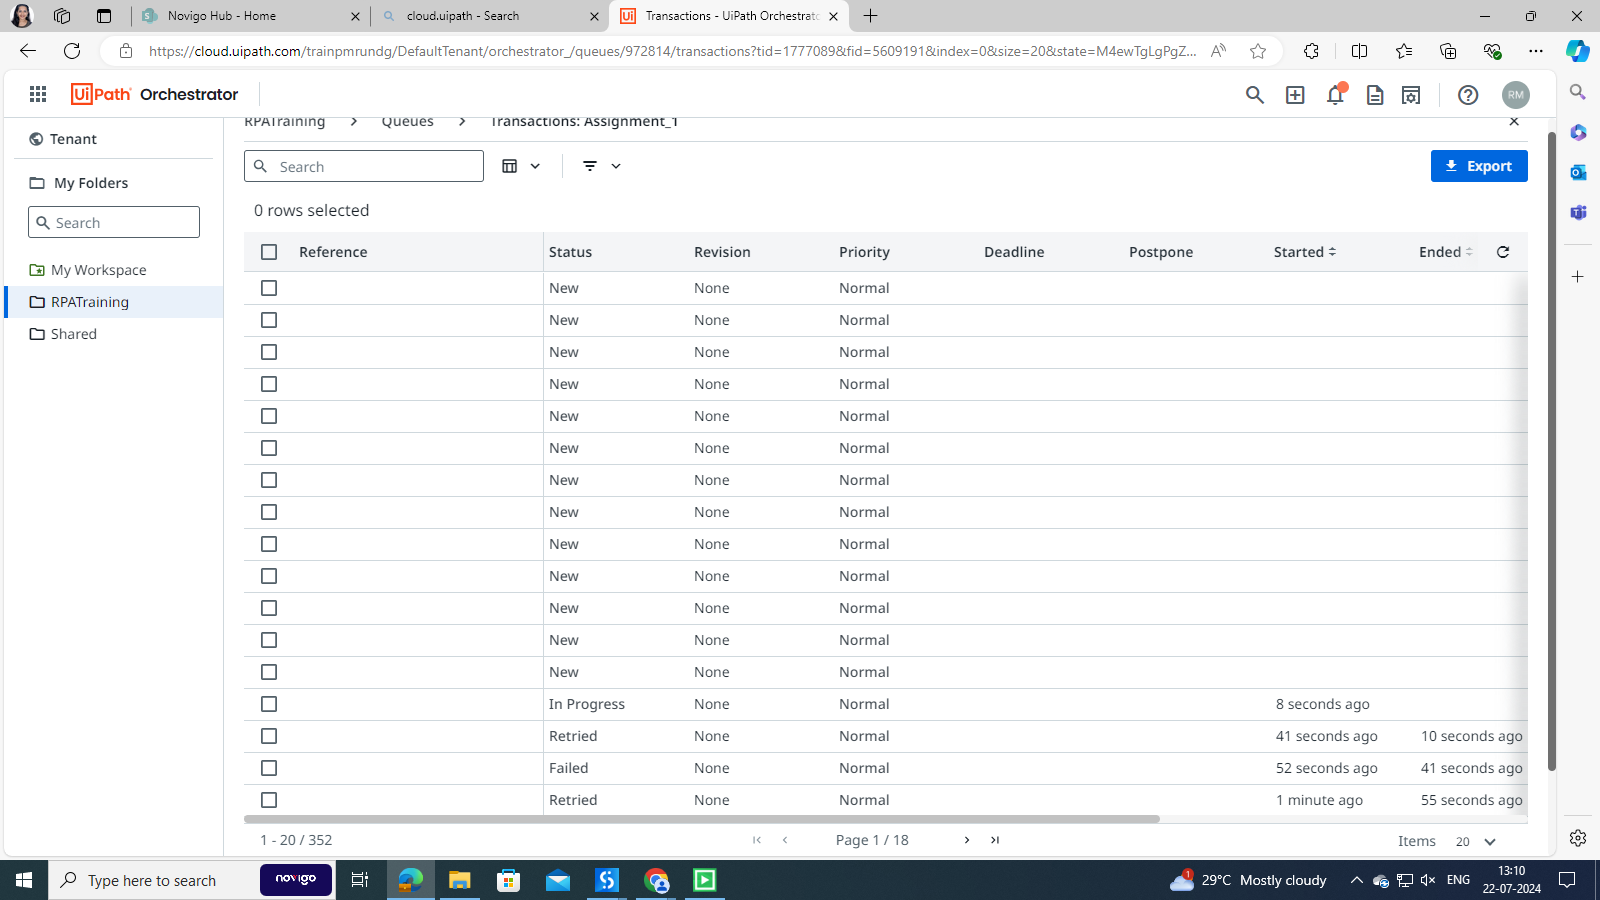 Novigo Hub - Home
cloud.uipath - Search
Transactions - UiPath Orchestrato
https://cloud.uipath.com/trainpmrundg/DefaultTenant/orchestrator_/queues/972814/transactions?tid=1777089&fid=5609191&index=0&size=20&state=M4ewTgLgPgZ...
UiPath Orchestrator
RM
Tenant
My Folders
Search
My Workspace
RPATraining
Shared
RPATraining > Queues > Transactions: Assignment_1
Search
Export
0 rows selected
Reference Status Revision Priority Deadline Postpone Started Ended
New None Normal
New None Normal
New None Normal
New None Normal
New None Normal
New None Normal
New None Normal
New None Normal
New None Normal
New None Normal
New None Normal
New None Normal
New None Normal
In Progress None Normal 8 seconds ago
Retried None Normal 41 seconds ago 10 seconds ago
Failed None Normal 52 seconds ago 41 seconds ago
Retried None Normal 1 minute ago 55 seconds ago
1 - 20 / 352
Page 1 / 18
Items 20
Type here to search
novigo
1
29°C Mostly cloudy
ENG
13:10
22-07-2024